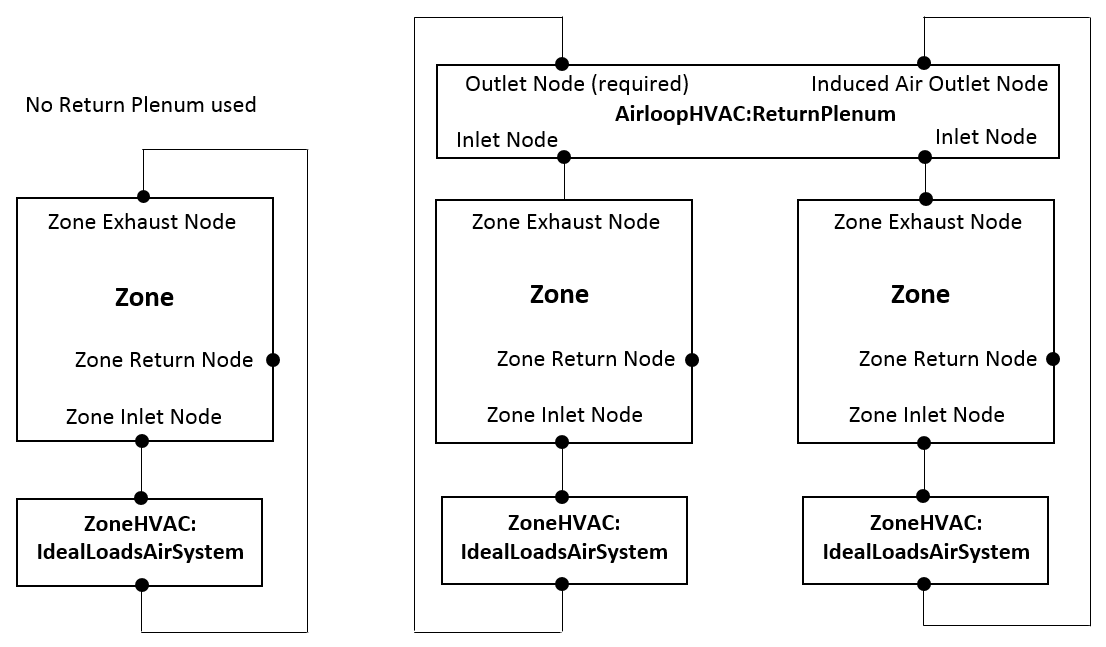 No Return Plenum used
Zone Exhaust Node
Zone
Zone Return Node
Zone Inlet Node
ZoneHVAC:
IdealLoadsAirSystem
Outlet Node (required)
Induced Air Outlet Node
AirloopHVAC:ReturnPlenum
Inlet Node
Inlet Node
Zone Exhaust Node
Zone
Zone Return Node
Zone Inlet Node
ZoneHVAC:
IdealLoadsAirSystem
Zone Exhaust Node
Zone
Zone Return Node
Zone Inlet Node
ZoneHVAC:
IdealLoadsAirSystem